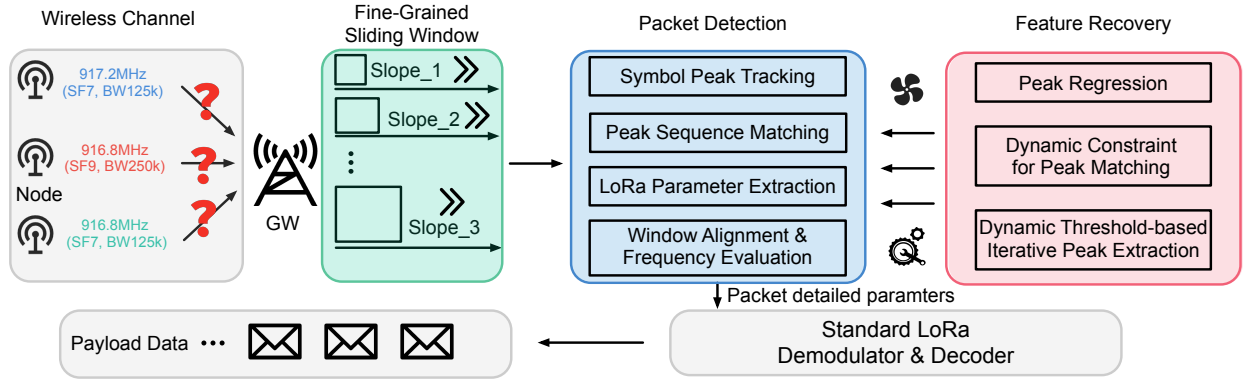 Wireless Channel
917.2MHz
(SF7, BW125k)
916.8MHz
(SF9, BW250k)
Node
916.8MHz
(SF7, BW125k)
? ? ?
GW
Fine-Grained
Sliding Window
Slope_1
Slope_2
Slope_3
Packet Detection
Symbol Peak Tracking
Peak Sequence Matching
LoRa Parameter Extraction
Window Alignment &
Frequency Evaluation
Feature Recovery
Peak Regression
Dynamic Constraint
for Peak Matching
Dynamic Threshold-based
Iterative Peak Extraction
Packet detailed paramters
Standard LoRa
Demodulator & Decoder
Payload Data ...